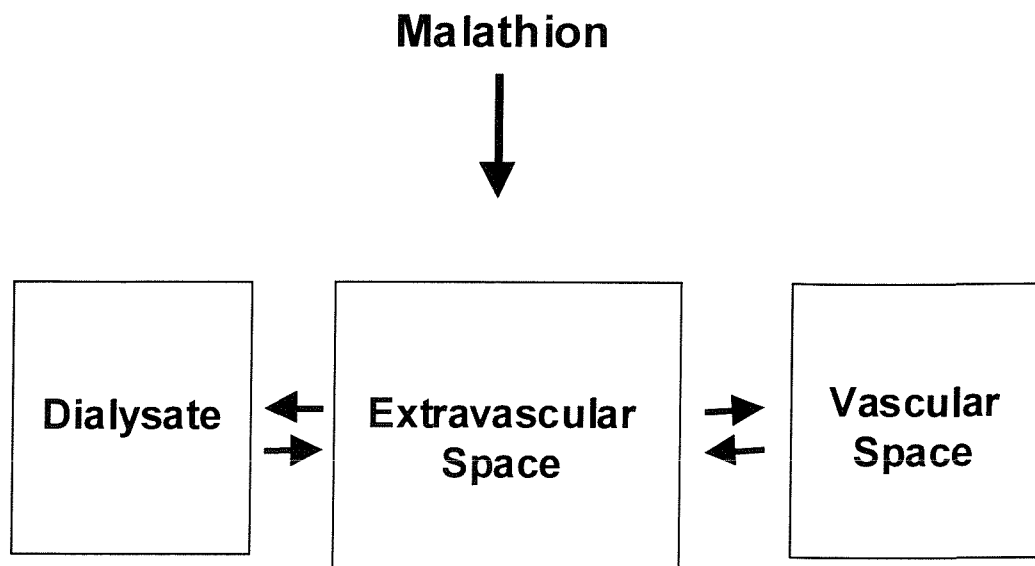 Malathion
Dialysate
Extravascular
Space
Vascular
Space